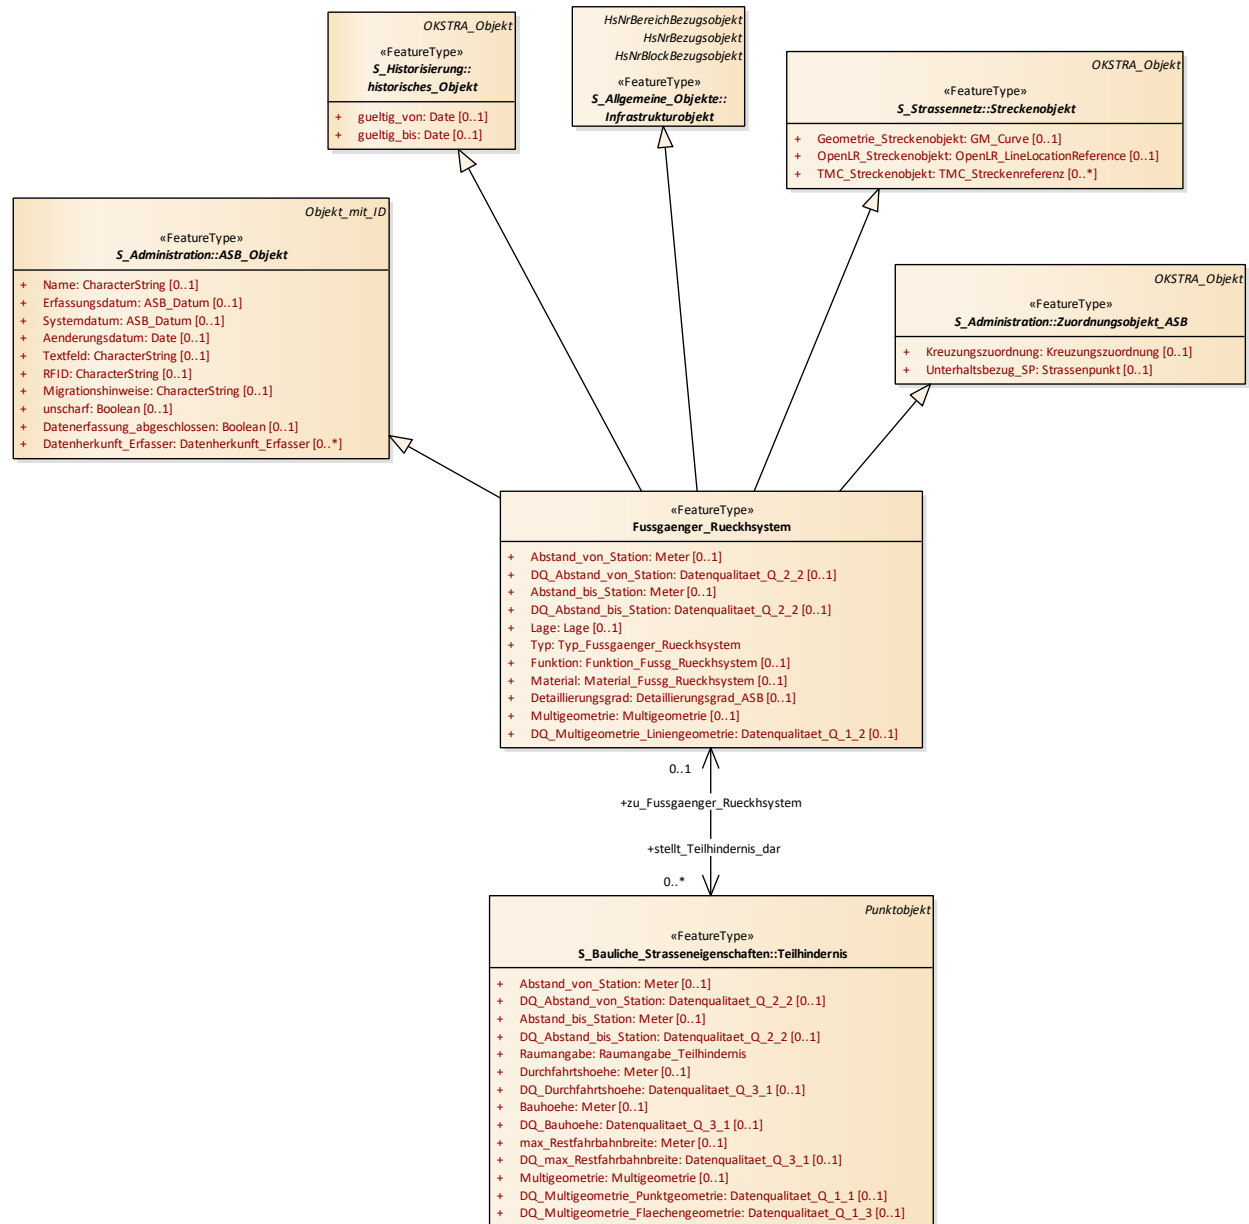 OKSTRA_Objekt
«FeatureType»
S_Historisierung::
historisches_Objekt
+ gueltig_von: Date [0..1]
+ gueltig_bis: Date [0..1]
HsNrBereichBezugsobjekt
HsNrBezugsobjekt
HsNrBlockBezugsobjekt
«FeatureType»
S_Allgemeine_Objekte::
Infrastrukturobjekt
OKSTRA_Objekt
«FeatureType»
S_Strassennetz::Streckenobjekt
+ Geometrie_Streckenobjekt: GM_Curve [0..1]
+ OpenLR_Streckenobjekt: OpenLR_LineLocationReference [0..1]
+ TMC_Streckenobjekt: TMC_Streckenreferenz [0..*]
Objekt_mit_ID
«FeatureType»
S_Administration::ASB_Objekt
+ Name: CharacterString [0..1]
+ Erfassungsdatum: ASB_Datum [0..1]
+ Systemdatum: ASB_Datum [0..1]
+ Aenderungsdatum: Date [0..1]
+ Textfeld: CharacterString [0..1]
+ RFID: CharacterString [0..1]
+ Migrationshinweise: CharacterString [0..1]
+ unscharf: Boolean [0..1]
+ Datenerfassung_abgeschlossen: Boolean [0..1]
+ Datenherkunft_Erfasser: Datenherkunft_Erfasser [0..*]
OKSTRA_Objekt
«FeatureType»
S_Administration::Zuordnungsobjekt_ASB
+ Kreuzungszuordnung: Kreuzungszuordnung [0..1]
+ Unterhaltsbezug_SP: Strassenpunkt [0..1]
«FeatureType»
Fussgaenger_Rueckhsystem
+ Abstand_von_Station: Meter [0..1]
+ DQ_Abstand_von_Station: Datenqualitaet_Q_2_2 [0..1]
+ Abstand_bis_Station: Meter [0..1]
+ DQ_Abstand_bis_Station: Datenqualitaet_Q_2_2 [0..1]
+ Lage: Lage [0..1]
+ Typ: Typ_Fussgaenger_Rueckhsystem
+ Funktion: Funktion_Fussg_Rueckhsystem [0..1]
+ Material: Material_Fussg_Rueckhsystem [0..1]
+ Detaillierungsgrad: Detaillierungsgrad_ASB [0..1]
+ Multigeometrie: Multigeometrie [0..1]
+ DQ_Multigeometrie_Liniengeometrie: Datenqualitaet_Q_1_2 [0..1]
0..1
+zu_Fussgaenger_Rueckhsystem
+stellt_Teilhindernis_dar
0..*
Punktobjekt
«FeatureType»
S_Bauliche_Strasseneigenschaften::Teilhindernis
+ Abstand_von_Station: Meter [0..1]
+ DQ_Abstand_von_Station: Datenqualitaet_Q_2_2 [0..1]
+ Abstand_bis_Station: Meter [0..1]
+ DQ_Abstand_bis_Station: Datenqualitaet_Q_2_2 [0..1]
+ Raumangabe: Raumangabe_Teilhindernis
+ Durchfahrtshoehe: Meter [0..1]
+ DQ_Durchfahrtshoehe: Datenqualitaet_Q_3_1 [0..1]
+ Bauhoehe: Meter [0..1]
+ DQ_Bauhoehe: Datenqualitaet_Q_3_1 [0..1]
+ max_Restfahrbahnbreite: Meter [0..1]
+ DQ_max_Restfahrbahnbreite: Datenqualitaet_Q_3_1 [0..1]
+ Multigeometrie: Multigeometrie [0..1]
+ DQ_Multigeometrie_Punktgeometrie: Datenqualitaet_Q_1_1 [0..1]
+ DQ_Multigeometrie_Flaechengeometrie: Datenqualitaet_Q_1_3 [0..1]